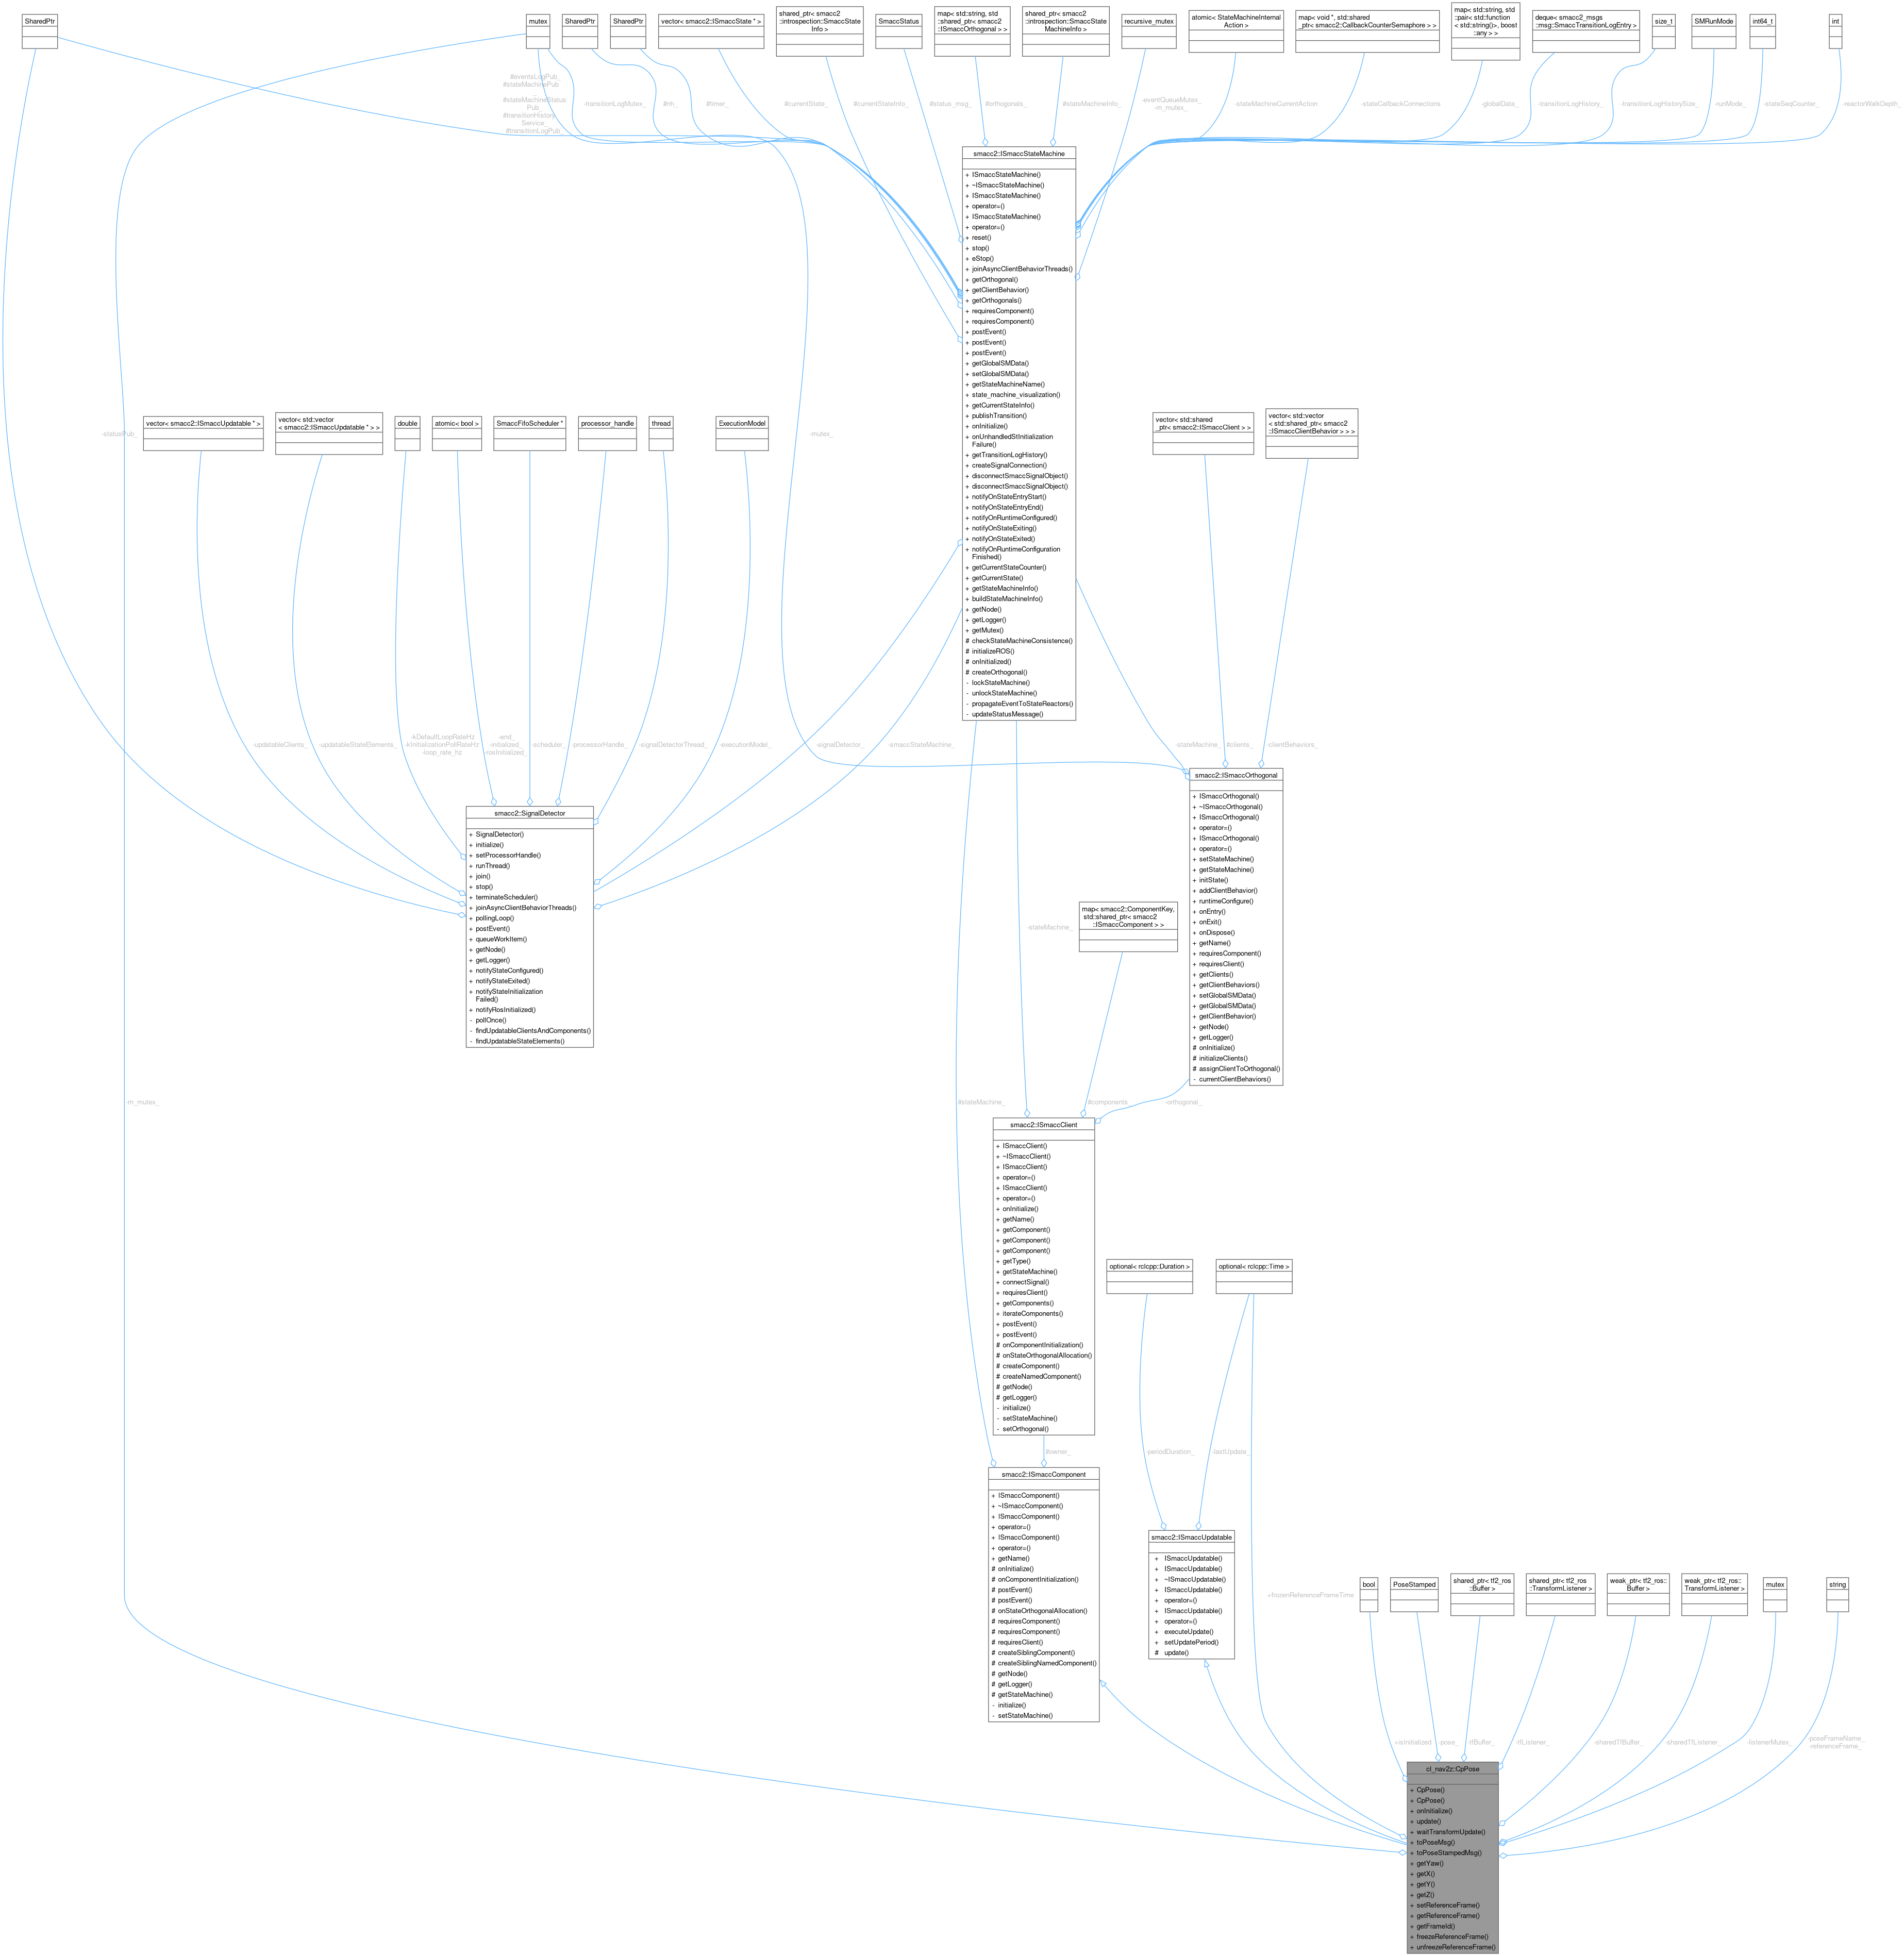 SharedPtr
mutex
SharedPtr
SharedPtr
vector< smacc2::ISmaccState * >
shared_ptr< smacc2
::introspection::SmaccState
Info >
SmaccStatus
map< std::string, std
::shared_ptr< smacc2
::ISmaccOrthogonal > >
shared_ptr< smacc2
::introspection::SmaccState
MachineInfo >
recursive_mutex
atomic< StateMachineInternal
Action >
map< void *, std::shared
_ptr< smacc2::CallbackCounterSemaphore > >
map< std::string, std
::pair< std::function
< std::string()>, boost
::any > >
deque< smacc2_msgs
::msg::SmaccTransitionLogEntry >
size_t
SMRunMode
int64_t
int
#eventsLogPub_
#stateMachinePub
_
#stateMachineStatus
Pub_
#transitionHistory
Service_
#transitionLogPub_
-transitionLogMutex_
#nh_
#timer_
#currentState_
#currentStateInfo_
#status_msg_
#orthogonals_
#stateMachineInfo_
-eventQueueMutex_
-m_mutex_
-stateMachineCurrentAction
-stateCallbackConnections
-globalData_
-transitionLogHistory_
-transitionLogHistorySize_
-runMode_
-stateSeqCounter_
-reactorWalkDepth_
smacc2::ISmaccStateMachine
+ ISmaccStateMachine()
+ ~ISmaccStateMachine()
+ ISmaccStateMachine()
+ operator=()
+ ISmaccStateMachine()
+ operator=()
+ reset()
+ stop()
+ eStop()
+ joinAsyncClientBehaviorThreads()
+ getOrthogonal()
+ getClientBehavior()
+ getOrthogonals()
+ requiresComponent()
+ requiresComponent()
+ postEvent()
+ postEvent()
+ postEvent()
+ getGlobalSMData()
+ setGlobalSMData()
+ getStateMachineName()
+ state_machine_visualization()
+ getCurrentStateInfo()
+ publishTransition()
+ onInitialize()
+ onUnhandledStInitialization
Failure()
+ getTransitionLogHistory()
+ createSignalConnection()
+ disconnectSmaccSignalObject()
+ disconnectSmaccSignalObject()
+ notifyOnStateEntryStart()
+ notifyOnStateEntryEnd()
+ notifyOnRuntimeConfigured()
+ notifyOnStateExiting()
+ notifyOnStateExited()
+ notifyOnRuntimeConfiguration
Finished()
+ getCurrentStateCounter()
+ getCurrentState()
+ getStateMachineInfo()
+ buildStateMachineInfo()
+ getNode()
+ getLogger()
+ getMutex()
# checkStateMachineConsistence()
# initializeROS()
# onInitialized()
# createOrthogonal()
- lockStateMachine()
- unlockStateMachine()
- propagateEventToStateReactors()
- updateStatusMessage()
vector< smacc2::ISmaccUpdatable * >
vector< std::vector
< smacc2::ISmaccUpdatable * > >
double
atomic< bool >
SmaccFifoScheduler *
processor_handle
thread
ExecutionModel
vector< std::shared
_ptr< smacc2::ISmaccClient > >
vector< std::vector
< std::shared_ptr< smacc2
::ISmaccClientBehavior > > >
-statusPub_
-mutex_
-updatableClients_
-updatableStateElements_
-kDefaultLoopRateHz
-kInitializationPollRateHz
-loop_rate_hz
-end_
-initialized_
-rosInitialized_
-scheduler_
-processorHandle_
-signalDetectorThread_
-executionModel_
-signalDetector_
-smaccStateMachine_
-stateMachine_
#clients_
-clientBehaviors_
smacc2::SignalDetector
+ SignalDetector()
+ initialize()
+ setProcessorHandle()
+ runThread()
+ join()
+ stop()
+ terminateScheduler()
+ joinAsyncClientBehaviorThreads()
+ pollingLoop()
+ postEvent()
+ queueWorkItem()
+ getNode()
+ getLogger()
+ notifyStateConfigured()
+ notifyStateExited()
+ notifyStateInitialization
Failed()
+ notifyRosInitialized()
- pollOnce()
- findUpdatableClientsAndComponents()
- findUpdatableStateElements()
smacc2::ISmaccOrthogonal
+ ISmaccOrthogonal()
+ ~ISmaccOrthogonal()
+ ISmaccOrthogonal()
+ operator=()
+ ISmaccOrthogonal()
+ operator=()
+ setStateMachine()
+ getStateMachine()
+ initState()
+ addClientBehavior()
+ runtimeConfigure()
+ onEntry()
+ onExit()
+ onDispose()
+ getName()
+ requiresComponent()
+ requiresClient()
+ getClients()
+ getClientBehaviors()
+ setGlobalSMData()
+ getGlobalSMData()
+ getClientBehavior()
+ getNode()
+ getLogger()
# onInitialize()
# initializeClients()
# assignClientToOrthogonal()
- currentClientBehaviors()
map< smacc2::ComponentKey,
std::shared_ptr< smacc2
::ISmaccComponent > >
-stateMachine_
-m_mutex_
#stateMachine_
#components_
-orthogonal_
smacc2::ISmaccClient
+ ISmaccClient()
+ ~ISmaccClient()
+ ISmaccClient()
+ operator=()
+ ISmaccClient()
+ operator=()
+ onInitialize()
+ getName()
+ getComponent()
+ getComponent()
+ getComponent()
+ getType()
+ getStateMachine()
+ connectSignal()
+ requiresClient()
+ getComponents()
+ iterateComponents()
+ postEvent()
+ postEvent()
# onComponentInitialization()
# onStateOrthogonalAllocation()
# createComponent()
# createNamedComponent()
# getNode()
# getLogger()
- initialize()
- setStateMachine()
- setOrthogonal()
optional< rclcpp::Duration >
optional< rclcpp::Time >
#owner_
-periodDuration_
-lastUpdate_
smacc2::ISmaccComponent
+ ISmaccComponent()
+ ~ISmaccComponent()
+ ISmaccComponent()
+ operator=()
+ ISmaccComponent()
+ operator=()
+ getName()
# onInitialize()
# onComponentInitialization()
# postEvent()
# postEvent()
# onStateOrthogonalAllocation()
# requiresComponent()
# requiresComponent()
# requiresClient()
# createSiblingComponent()
# createSiblingNamedComponent()
# getNode()
# getLogger()
# getStateMachine()
- initialize()
- setStateMachine()
smacc2::ISmaccUpdatable
+ ISmaccUpdatable()
+ ISmaccUpdatable()
+ ~ISmaccUpdatable()
+ ISmaccUpdatable()
+ operator=()
+ ISmaccUpdatable()
+ operator=()
+ executeUpdate()
+ setUpdatePeriod()
# update()
+frozenReferenceFrameTime
bool
PoseStamped
shared_ptr< tf2_ros
::Buffer >
shared_ptr< tf2_ros
::TransformListener >
weak_ptr< tf2_ros::
Buffer >
weak_ptr< tf2_ros::
TransformListener >
mutex
string
+isInitialized
-pose_
-tfBuffer_
-tfListener_
-sharedTfBuffer_
-sharedTfListener_
-listenerMutex_
-poseFrameName_
-referenceFrame_
cl_nav2z::CpPose
+ CpPose()
+ CpPose()
+ onInitialize()
+ update()
+ waitTransformUpdate()
+ toPoseMsg()
+ toPoseStampedMsg()
+ getYaw()
+ getX()
+ getY()
+ getZ()
+ setReferenceFrame()
+ getReferenceFrame()
+ getFrameId()
+ freezeReferenceFrame()
+ unfreezeReferenceFrame()